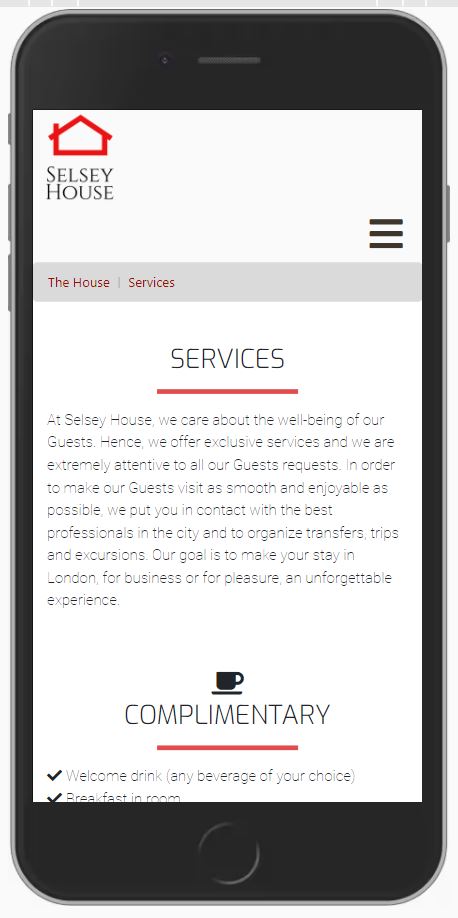 SELSEY
HOUSE
The House | Services
SERVICES
At Selsey House, we care about the well-being of our
Guests. Hence, we offer exclusive services and we are
extremely attentive to all our Guests requests. In order
to make our Guests visit as smooth and enjoyable as
possible, we put you in contact with the best
professionals in the city and to organize transfers, trips
and excursions. Our goal is to make your stay in
London, for business or for pleasure, an unforgettable
experience.
COMPLIMENTARY
Welcome drink (any beverage of your choice)
Breakfast in room